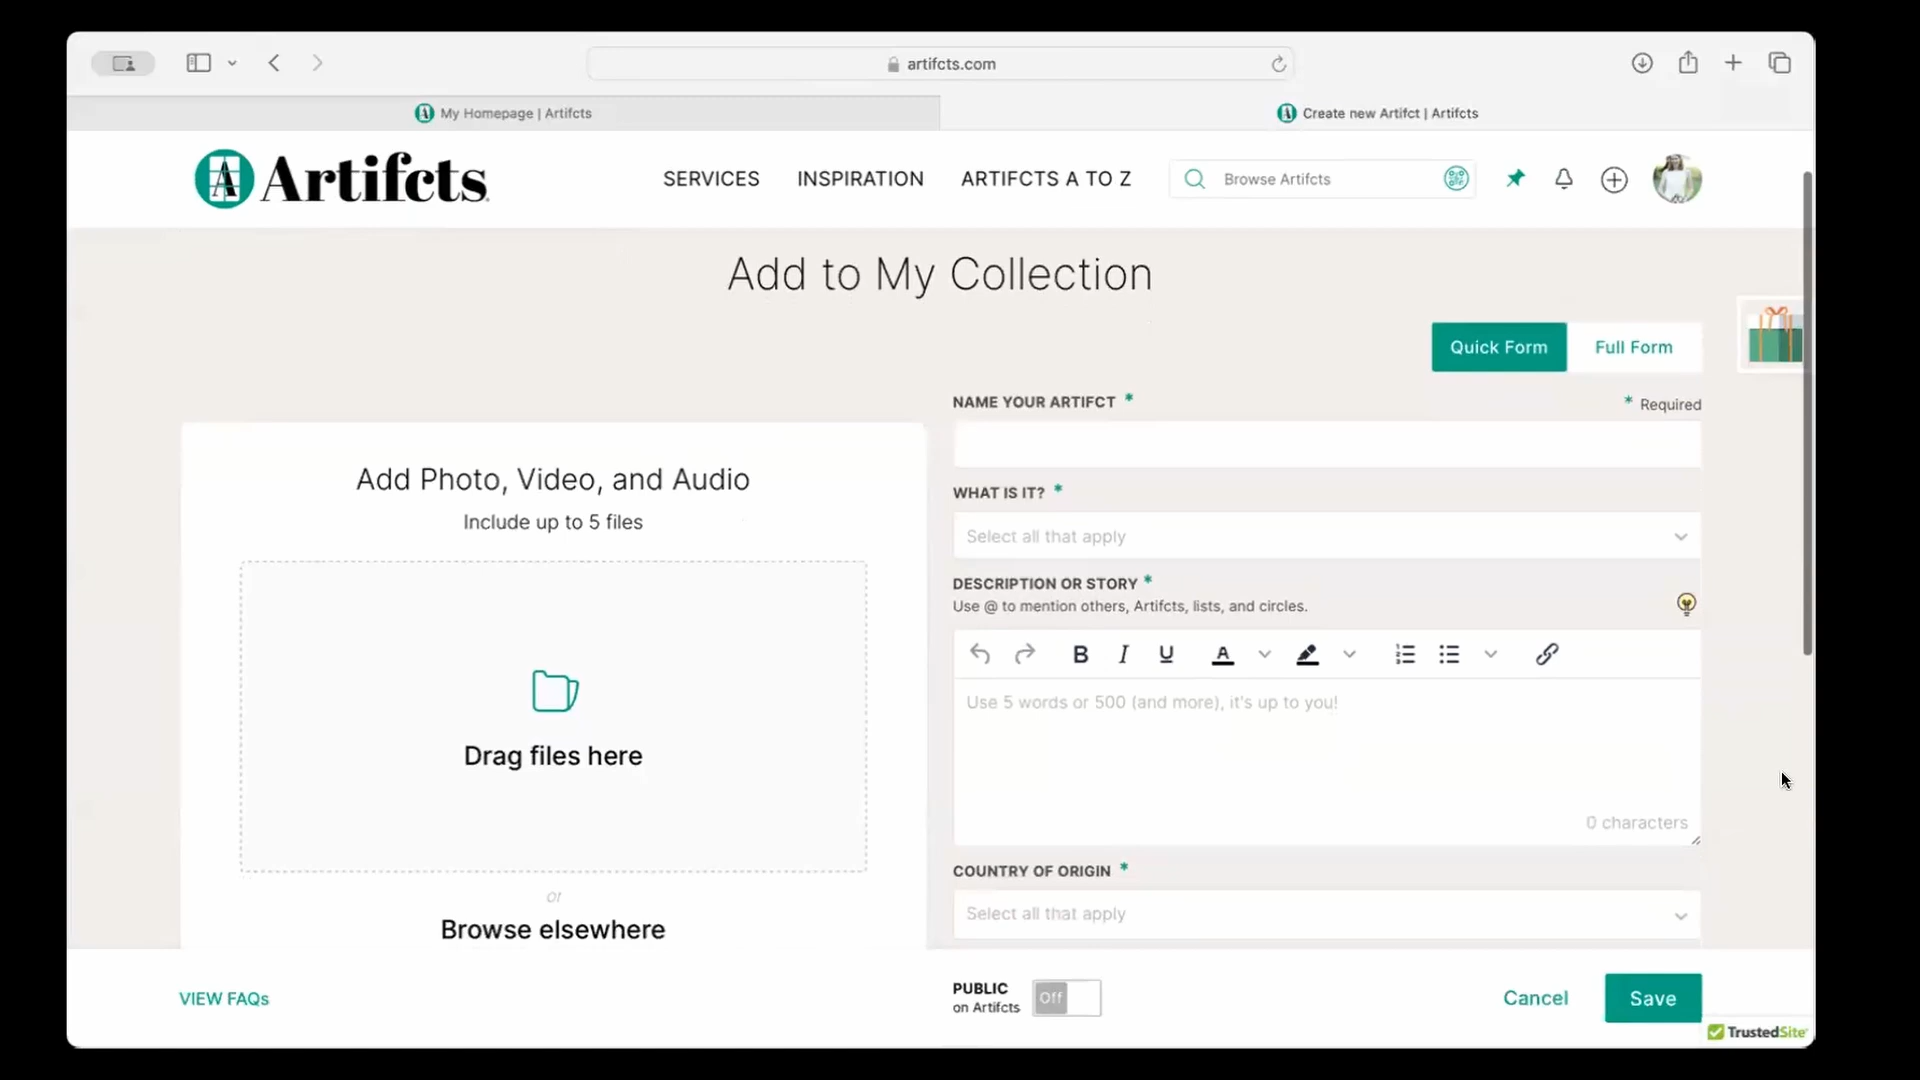 artifcts.com
My Homepage | Artifcts
Create new Artifct | Artifcts
Artifcts
SERVICES
INSPIRATION
ARTIFCTS A TO Z
Browse Artifcts
Add to My Collection
Quick Form
Full Form
NAME YOUR ARTIFCT *
* Required
Add Photo, Video, and Audio
Include up to 5 files
Drag files here
or
Browse elsewhere
WHAT IS IT? *
Select all that apply
DESCRIPTION OR STORY *
Use @ to mention others, Artifcts, lists, and circles.
B I U A
Use 5 words or 500 (and more), it's up to you!
0 characters
COUNTRY OF ORIGIN *
Select all that apply
VIEW FAQs
PUBLIC
on Artifcts
Off
Cancel
Save
TrustedSite